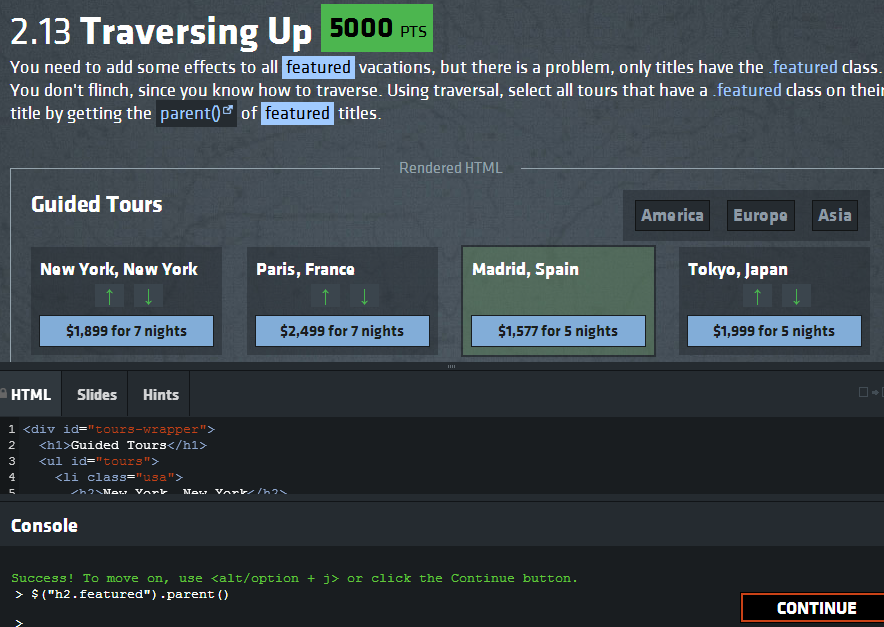 2.13 Traversing Up 5000 PTS
You need to add some effects to all featured vacations, but there is a problem, only titles have the .featured class.
You don't flinch, since you know how to traverse. Using traversal, select all tours that have a .featured class on their
title by getting the parent() of featured titles.
Rendered HTML
Guided Tours
America Europe Asia
New York, New York Paris, France Madrid, Spain Tokyo, Japan
↑ ↓ ↑ ↓ ↑ ↓
$1,899 for 7 nights $2,499 for 7 nights $1,577 for 5 nights $1,999 for 5 nights
HTML Slides Hints
1 <div id="tours-wrapper">
2 <h1>Guided Tours</h1>
3 <ul id="tours">
4 <li class="usa">
5 <h2>New York, New York</h2>
Console
Success! To move on, use <alt/option + j> or click the Continue button.
> $("h2.featured").parent()
CONTINUE
>